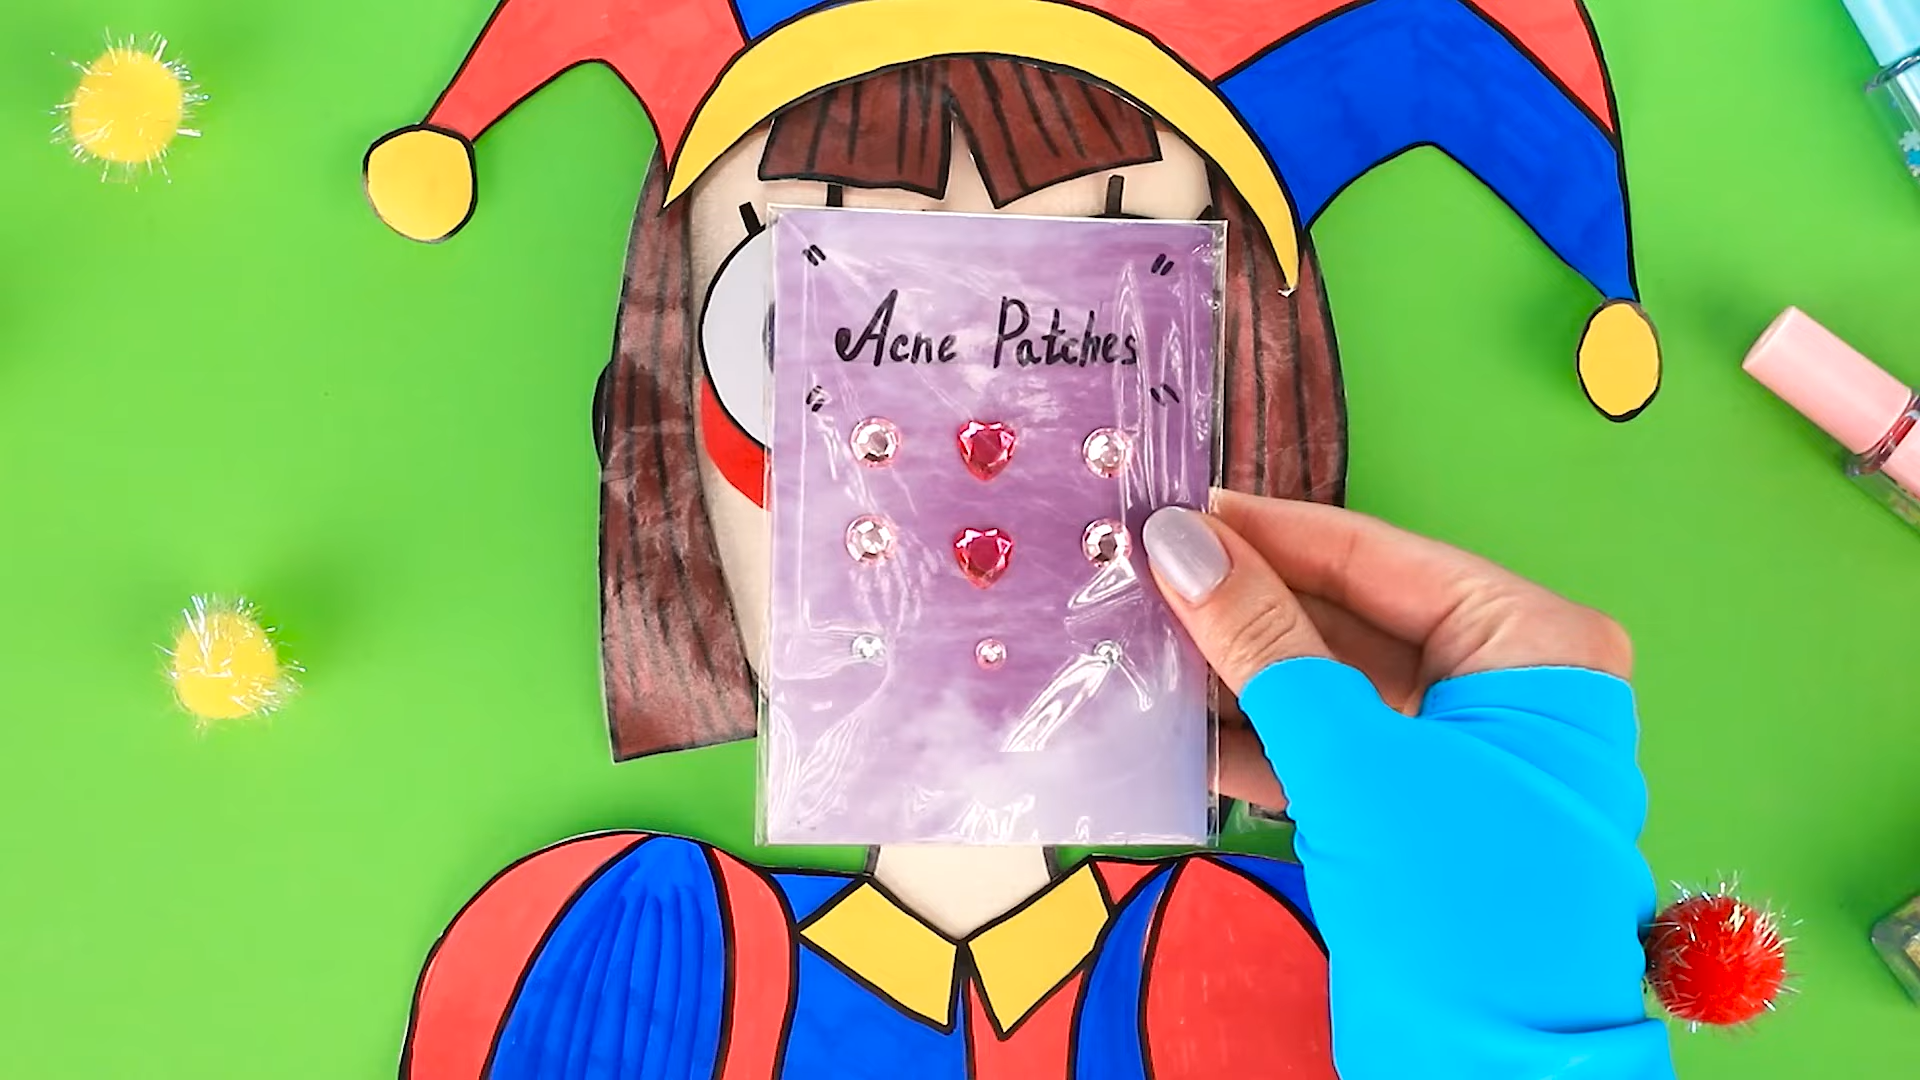 " "
Acne Patches
" "